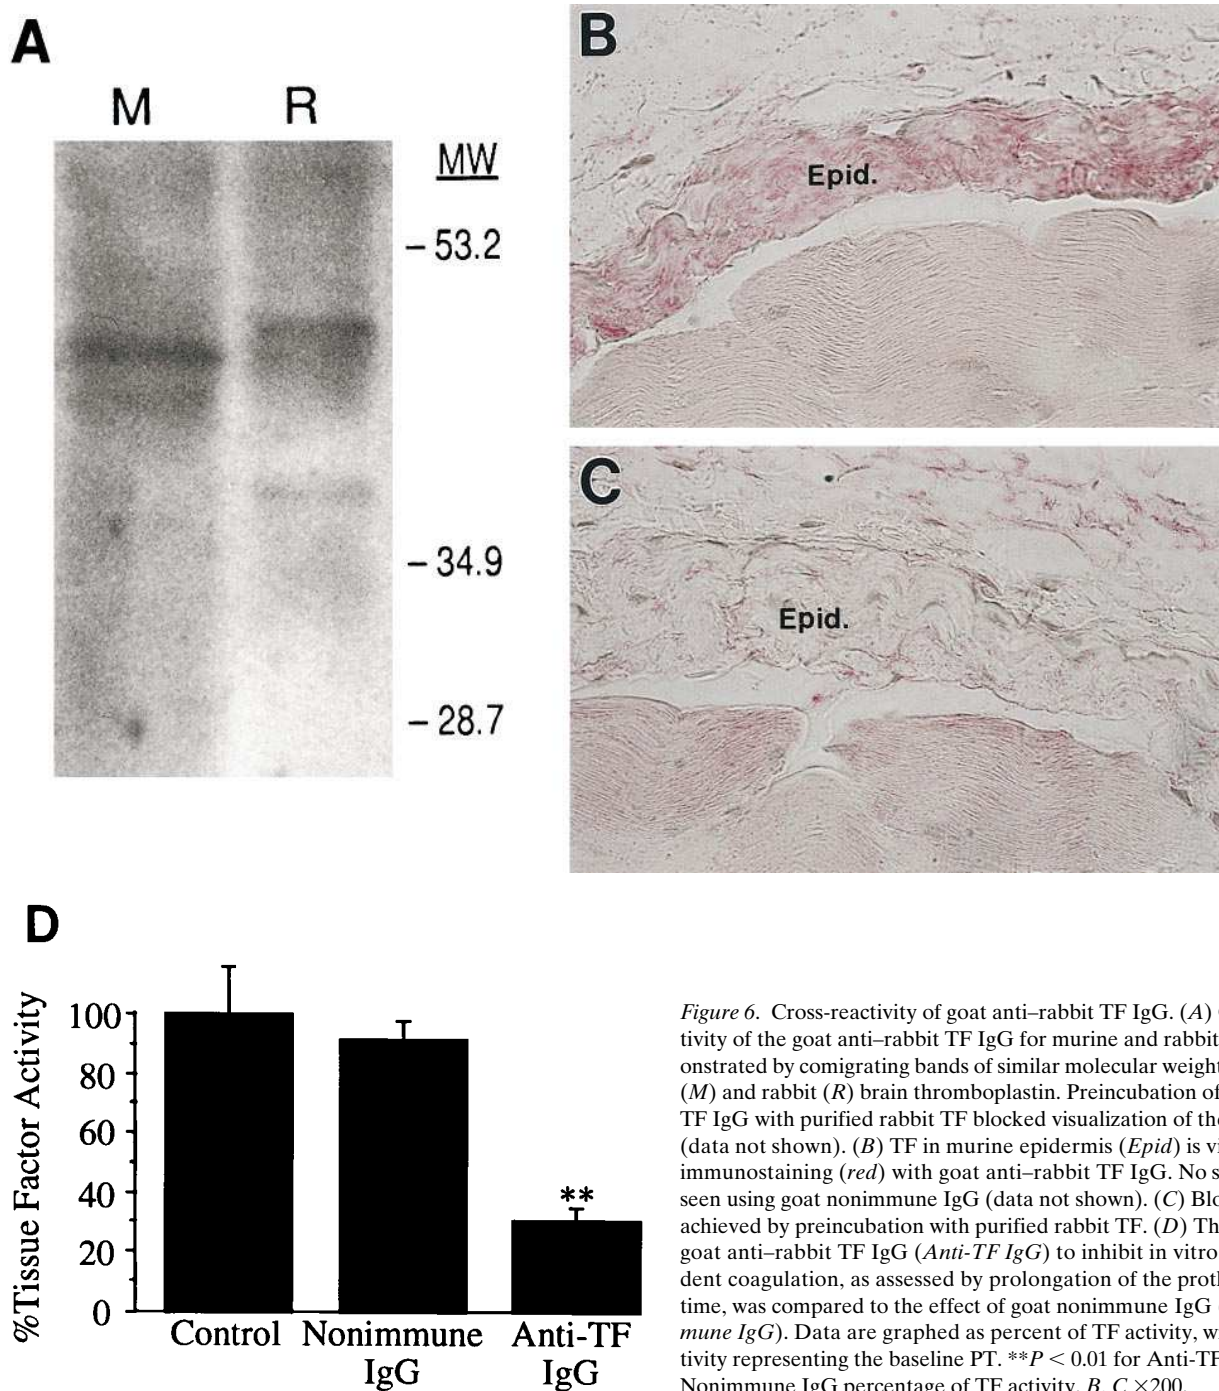 A
M R
MW
- 53.2
- 34.9
- 28.7
B
Epid.
C
Epid.
D
%Tissue Factor Activity
100
80
60
40
20
0
**
Control Nonimmune IgG Anti-TF IgG
Figure 6. Cross-reactivity of goat anti–rabbit TF IgG. (A)
tivity of the goat anti–rabbit TF IgG for murine and rabbit
onstrated by comigrating bands of similar molecular weight
(M) and rabbit (R) brain thromboplastin. Preincubation of
TF IgG with purified rabbit TF blocked visualization of the
(data not shown). (B) TF in murine epidermis (Epid) is vi
immunostaining (red) with goat anti–rabbit TF IgG. No s
seen using goat nonimmune IgG (data not shown). (C) Blo
achieved by preincubation with purified rabbit TF. (D) Th
goat anti–rabbit TF IgG (Anti-TF IgG) to inhibit in vitro
dent coagulation, as assessed by prolongation of the proth
time, was compared to the effect of goat nonimmune IgG
mune IgG). Data are graphed as percent of TF activity, w
tivity representing the baseline PT. **P < 0.01 for Anti-TF
Nonimmune IgG percentage of TF activity. B, C ×200.